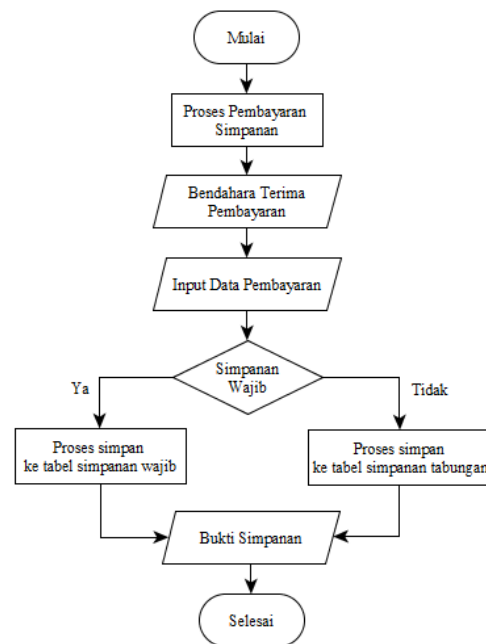 Mulai
Proses Pembayaran
Simpanan
Bendahara Terima
Pembayaran
Input Data Pembayaran
Simpanan
Wajib
Ya
Tidak
Proses simpan
ke tabel simpanan wajib
Proses simpan
ke tabel simpanan tabungan
Bukti Simpanan
Selesai